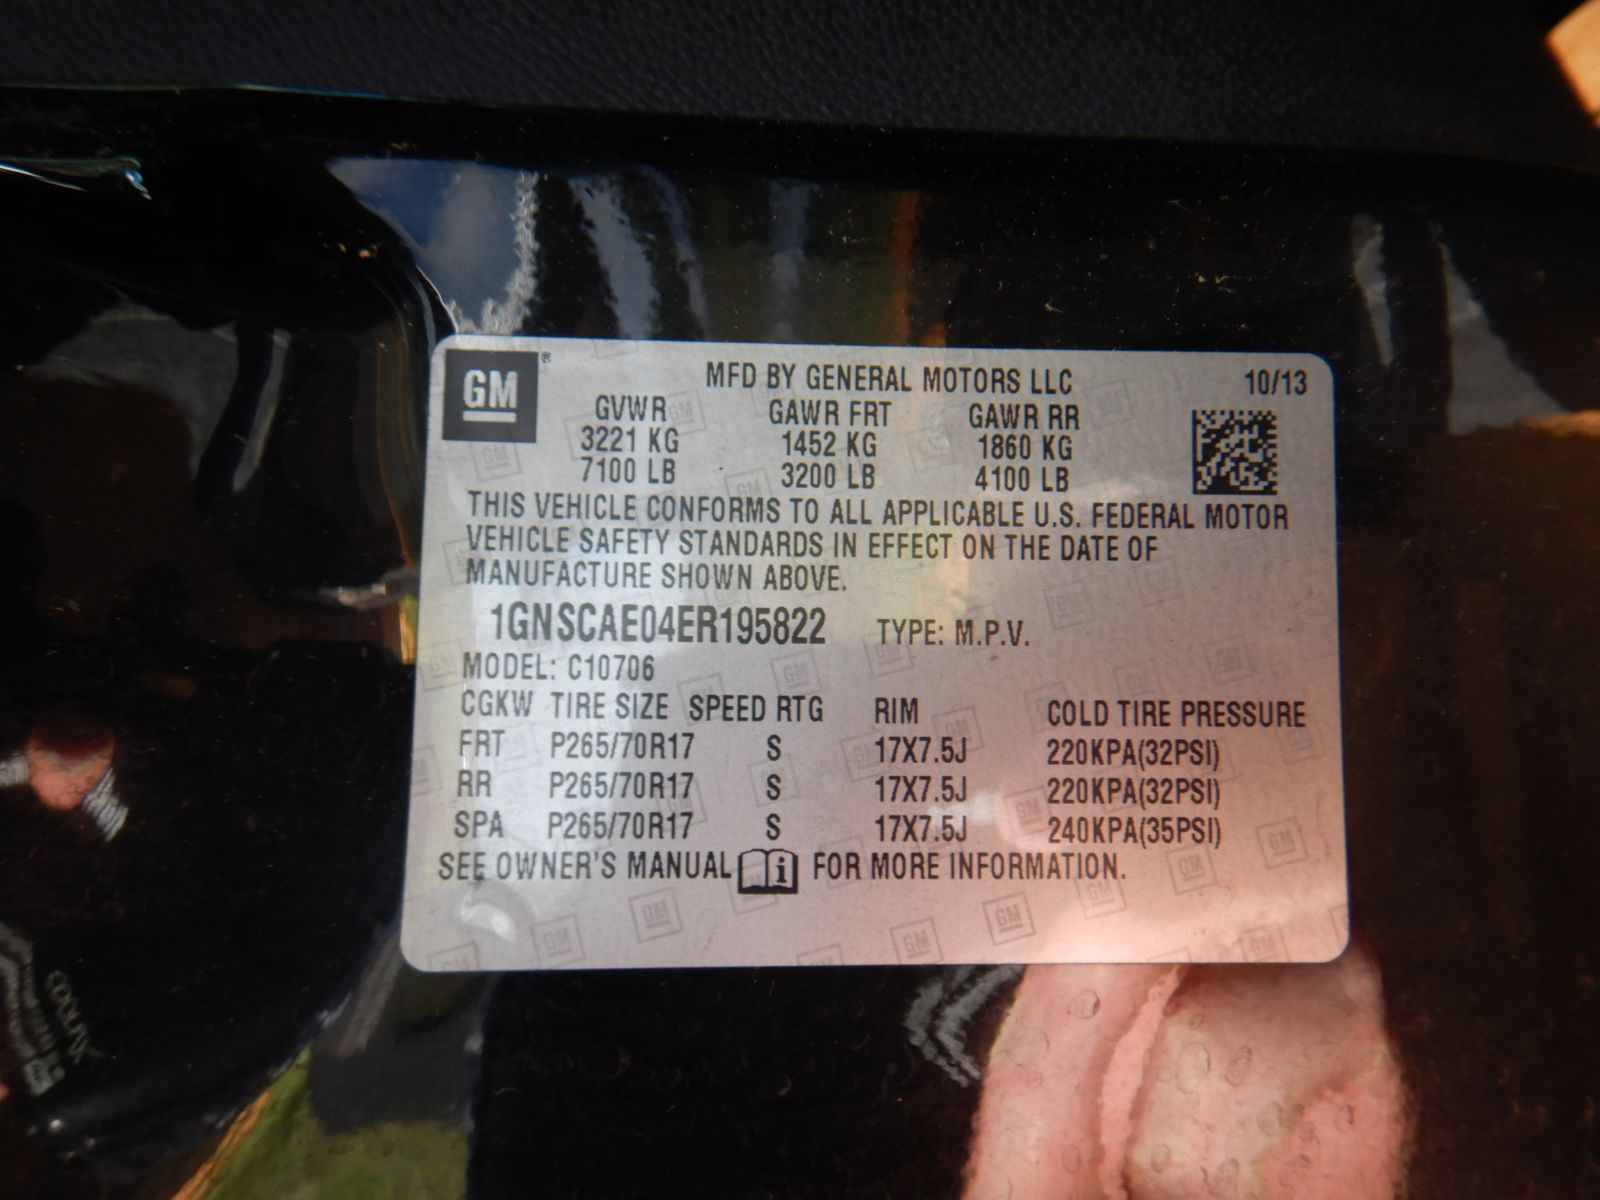 GM
MFD BY GENERAL MOTORS LLC 10/13
GVWR GAWR FRT GAWR RR
3221 KG 1452 KG 1860 KG
7100 LB 3200 LB 4100 LB
THIS VEHICLE CONFORMS TO ALL APPLICABLE U.S. FEDERAL MOTOR
VEHICLE SAFETY STANDARDS IN EFFECT ON THE DATE OF
MANUFACTURE SHOWN ABOVE.
1GNSCAE04ER195822 TYPE: M.P.V.
MODEL: C10706
CGKW TIRE SIZE SPEED RTG RIM COLD TIRE PRESSURE
FRT P265/70R17 S 17X7.5J 220KPA(32PSI)
RR P265/70R17 S 17X7.5J 220KPA(32PSI)
SPA P265/70R17 S 17X7.5J 240KPA(35PSI)
SEE OWNER'S MANUAL i FOR MORE INFORMATION.